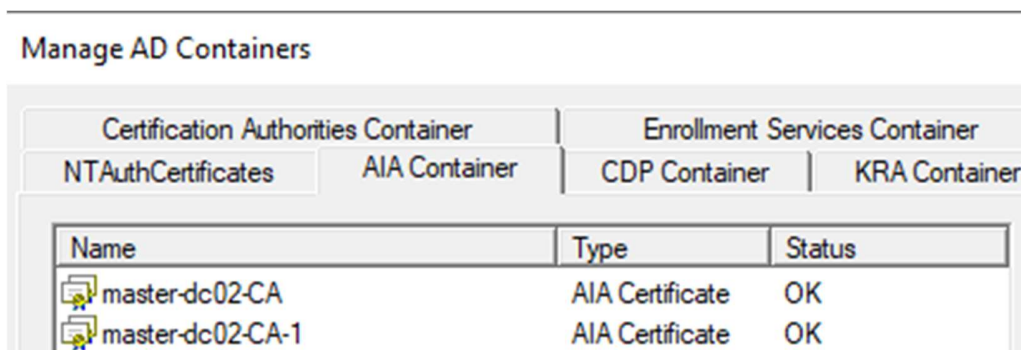 Manage AD Containers
Certification Authorities Container Enrollment Services Container
NTAuthCertificates AIA Container CDP Container KRA Container
Name Type Status
master-dc02-CA AIA Certificate OK
master-dc02-CA-1 AIA Certificate OK